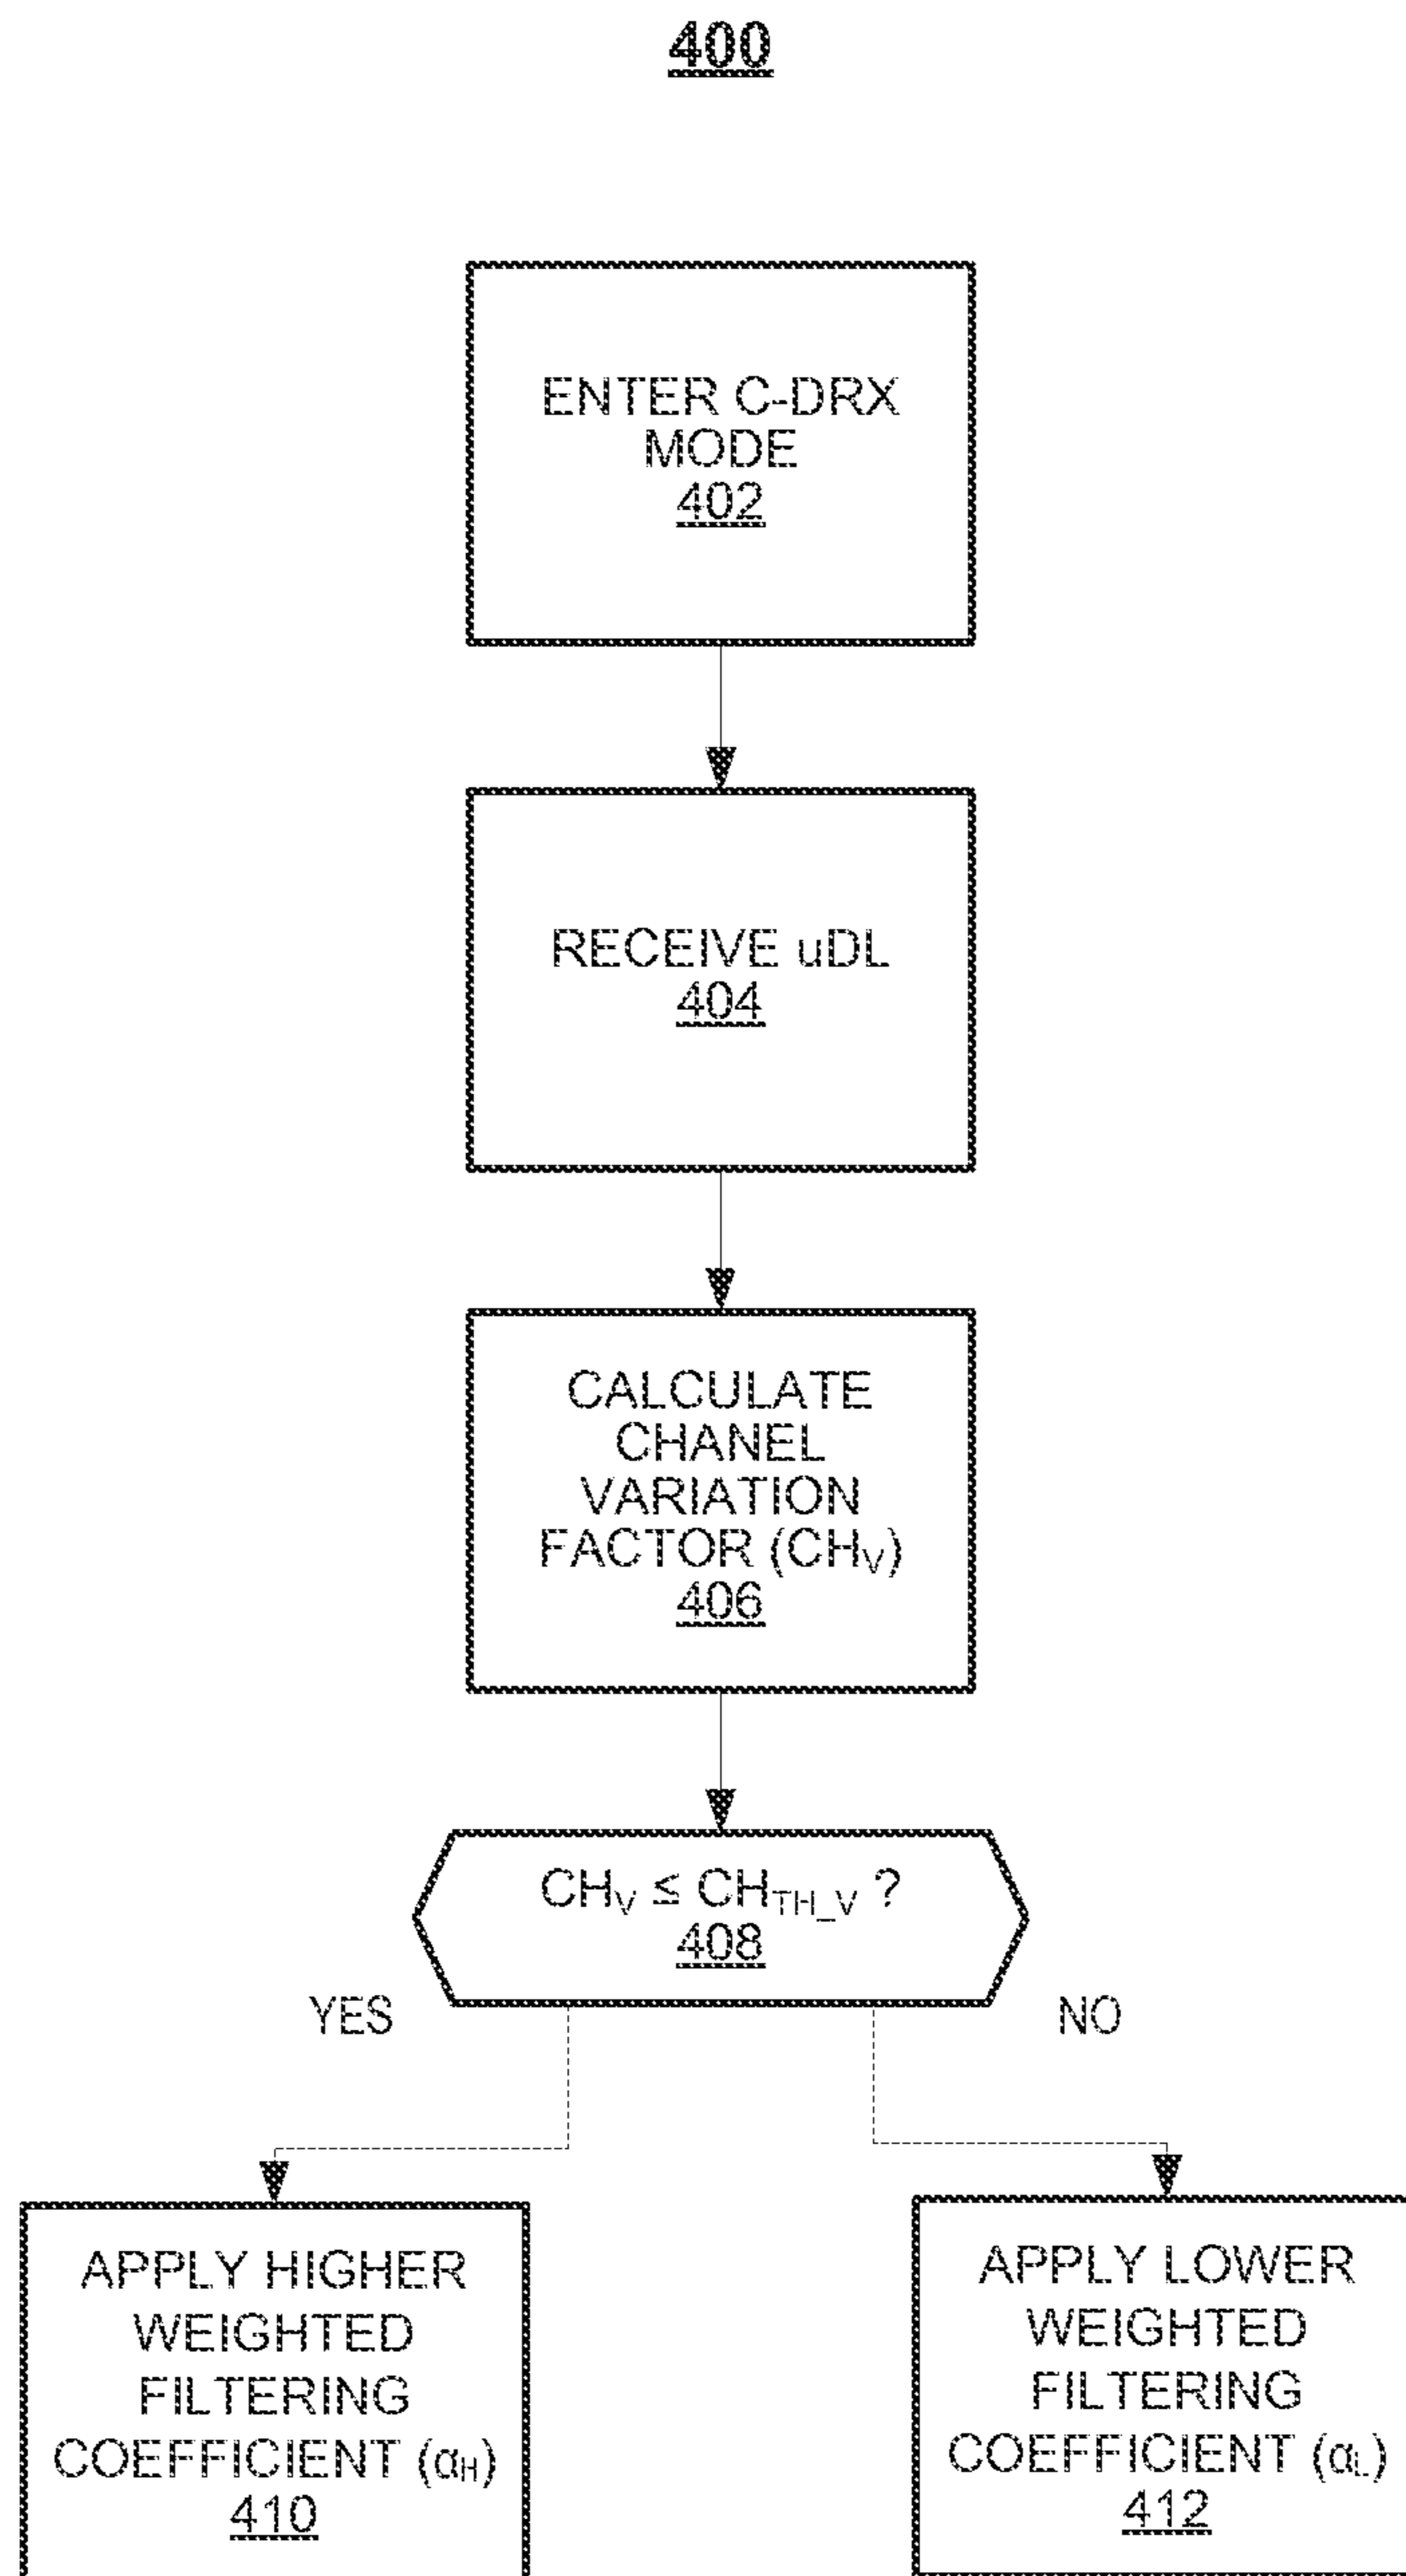 400
ENTER C-DRX
MODE
402
RECEIVE uDL
404
CALCULATE
CHANEL
VARIATION
FACTOR (CHV)
406
CHV ≤ CHTH_V ?
408
YES
NO
APPLY HIGHER
WEIGHTED
FILTERING
COEFFICIENT (αH)
410
APPLY LOWER
WEIGHTED
FILTERING
COEFFICIENT (αL)
412